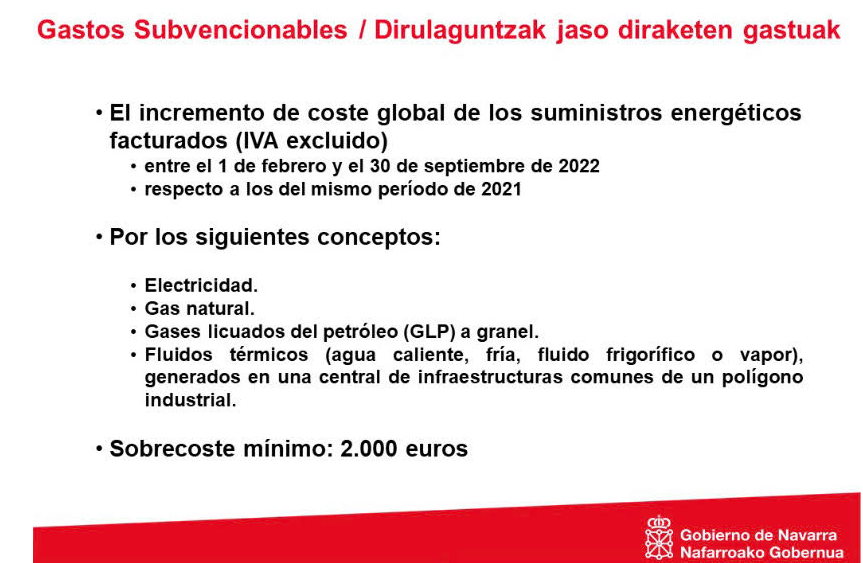 Gastos Subvencionables / Dirulaguntzak jaso diraketen gastuak
• El incremento de coste global de los suministros energéticos
facturados (IVA excluido)
• entre el 1 de febrero y el 30 de septiembre de 2022
• respecto a los del mismo período de 2021
• Por los siguientes conceptos:
• Electricidad.
• Gas natural.
• Gases licuados del petróleo (GLP) a granel.
• Fluidos térmicos (agua caliente, fría, fluido frigorífico o vapor),
generados en una central de infraestructuras comunes de un polígono
industrial.
• Sobrecoste mínimo: 2.000 euros
Gobierno de Navarra
Nafarroako Gobernua